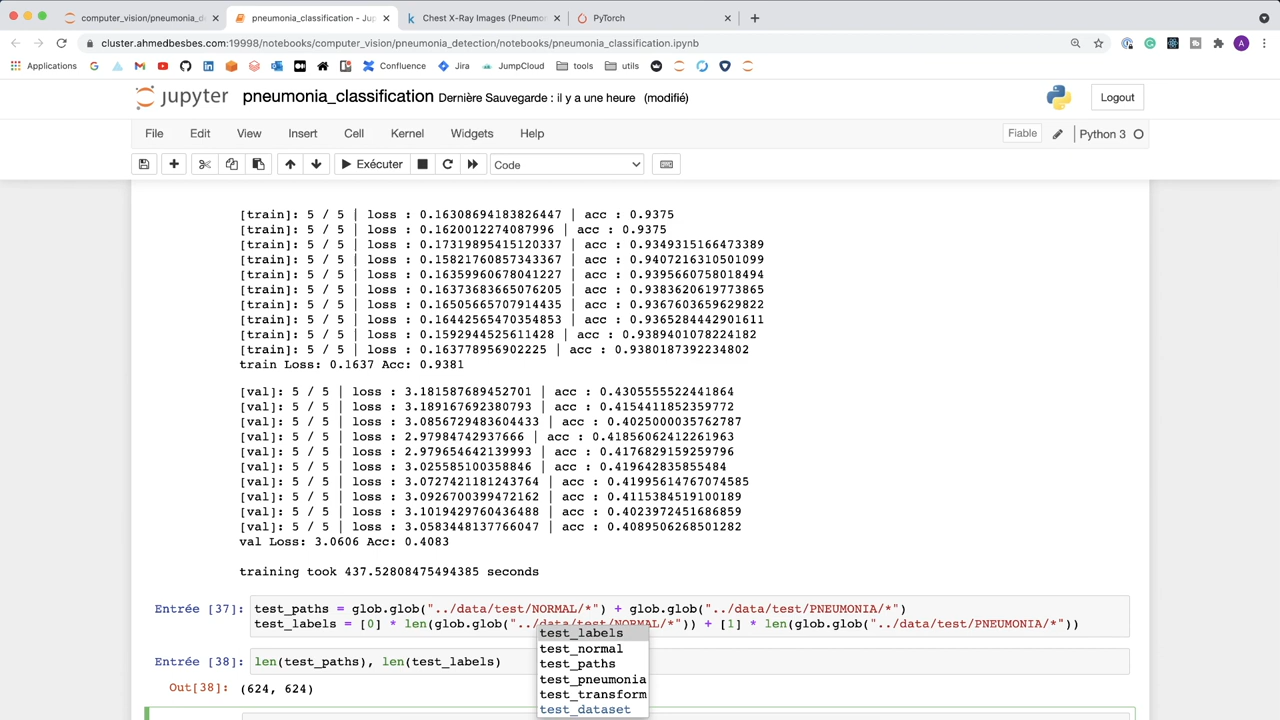 computer_vision/pneumonia_de
pneumonia_classification - Jup
Chest X-Ray Images (Pneumon
PyTorch
cluster.ahmedbesbes.com:19998/notebooks/computer_vision/pneumonia_detection/notebooks/pneumonia_classification.ipynb
A
Applications
Confluence
Jira
JumpCloud
tools
utils
jupyter pneumonia_classification Dernière Sauvegarde : il y a une heure (modifié)
Logout
File Edit View Insert Cell Kernel Widgets Help
Fiable
Python 3
Exécuter
Code
[train]: 5 / 5 | loss : 0.16308694183826447 | acc : 0.9375
[train]: 5 / 5 | loss : 0.1620012274087996 | acc : 0.9375
[train]: 5 / 5 | loss : 0.17319895415120337 | acc : 0.9349315166473389
[train]: 5 / 5 | loss : 0.15821760857343367 | acc : 0.9407216310501099
[train]: 5 / 5 | loss : 0.16359960678041227 | acc : 0.9395660758018494
[train]: 5 / 5 | loss : 0.16373683665076205 | acc : 0.9383620619773865
[train]: 5 / 5 | loss : 0.16505665707914435 | acc : 0.9367603659629822
[train]: 5 / 5 | loss : 0.16442565470354853 | acc : 0.9365284442901611
[train]: 5 / 5 | loss : 0.1592944525611428 | acc : 0.9389401078224182
[train]: 5 / 5 | loss : 0.163778956902225 | acc : 0.9380187392234802
train Loss: 0.1637 Acc: 0.9381
[val]: 5 / 5 | loss : 3.181587689452701 | acc : 0.4305555522441864
[val]: 5 / 5 | loss : 3.189167692380793 | acc : 0.4154411852359772
[val]: 5 / 5 | loss : 3.0856729483604433 | acc : 0.4025000035762787
[val]: 5 / 5 | loss : 2.97984742937666 | acc : 0.41856062412261963
[val]: 5 / 5 | loss : 2.979654642139993 | acc : 0.4176829159259796
[val]: 5 / 5 | loss : 3.025585100358846 | acc : 0.419642835855484
[val]: 5 / 5 | loss : 3.0727421181243764 | acc : 0.41995614767074585
[val]: 5 / 5 | loss : 3.0926700399472162 | acc : 0.4115384519100189
[val]: 5 / 5 | loss : 3.1019429760436488 | acc : 0.4023972451686859
[val]: 5 / 5 | loss : 3.0583448137766047 | acc : 0.4089506268501282
val Loss: 3.0606 Acc: 0.4083
training took 437.52808475494385 seconds
Entrée [37]: test_paths = glob.glob("../data/test/NORMAL/*") + glob.glob("../data/test/PNEUMONIA/*")
test_labels = [0] * len(glob.glob("../data/test/NORMAL/*")) + [1] * len(glob.glob("../data/test/PNEUMONIA/*"))
test_labels
test_normal
test_paths
test_pneumonia
test_transform
test_dataset
Entrée [38]: len(test_paths), len(test_labels)
Out[38]: (624, 624)